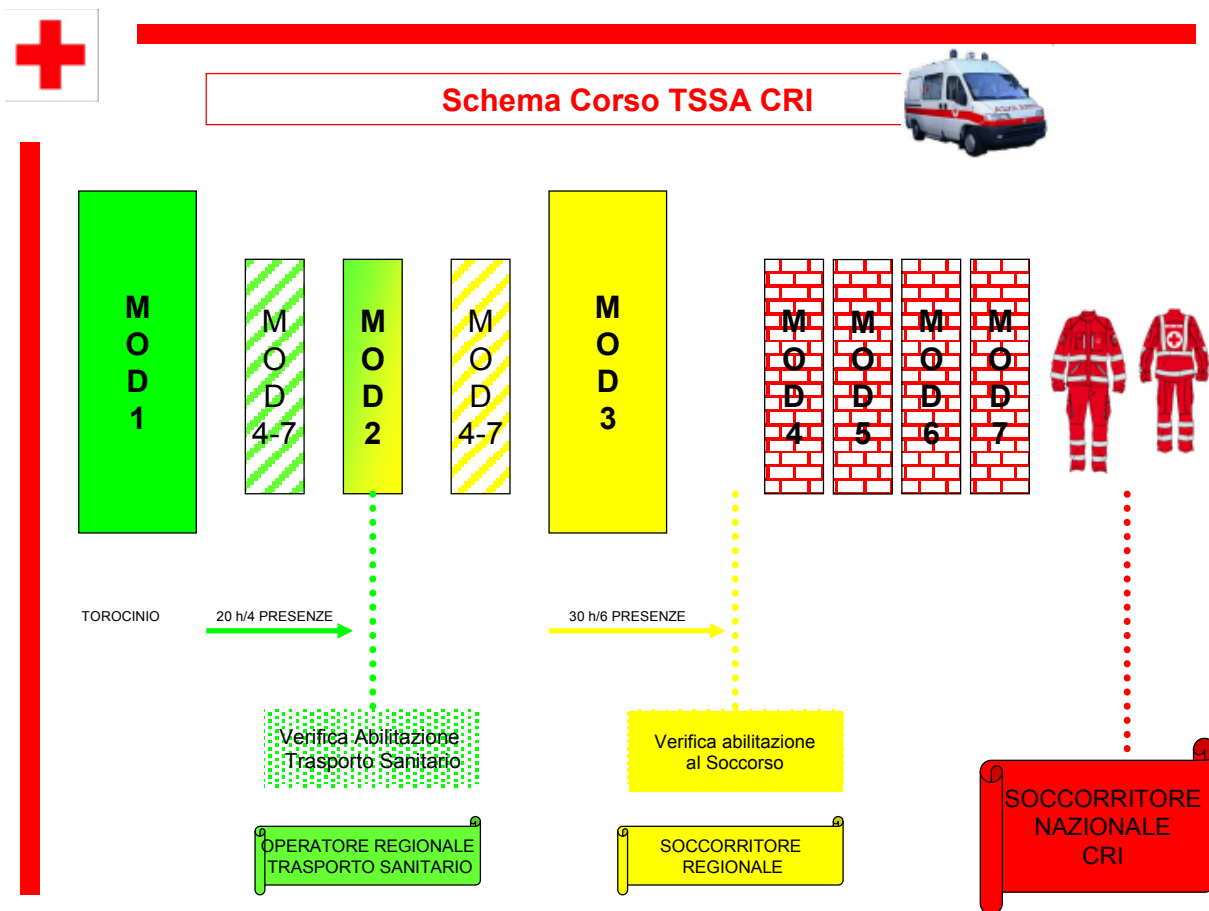 Schema Corso TSSA CRI
M
O
D
1
M
O
D
4-7
M
O
D
2
M
O
D
4-7
M
O
D
3
M
O
D
4
M
O
D
5
M
O
D
6
M
O
D
7
TOROCINIO
20 h/4 PRESENZE
30 h/6 PRESENZE
Verifica Abilitazione
Trasporto Sanitario
Verifica abilitazione
al Soccorso
OPERATORE REGIONALE
TRASPORTO SANITARIO
SOCCORRITORE
REGIONALE
SOCCORRITORE
NAZIONALE
CRI